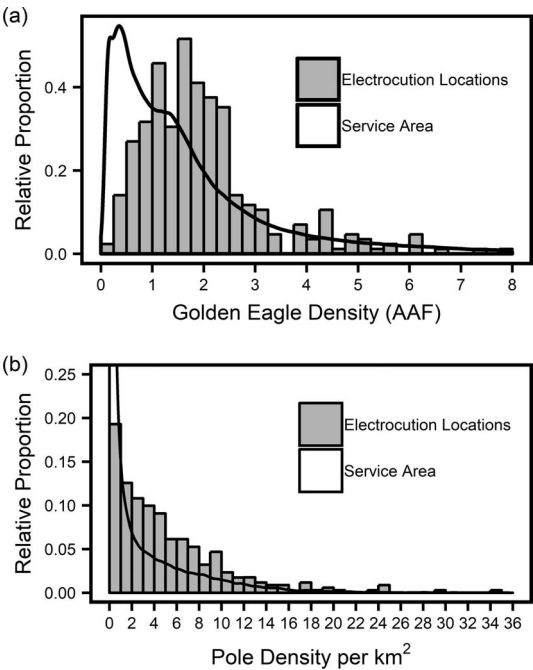 (a)
Relative Proportion
0.4
0.2
0.0
Electrocution Locations
Service Area
0 1 2 3 4 5 6 7 8
Golden Eagle Density (AAF)
(b)
Relative Proportion
0.25
0.20
0.15
0.10
0.05
0.00
Electrocution Locations
Service Area
0 2 4 6 8 10 12 14 16 18 20 22 24 26 28 30 32 34 36
Pole Density per km²